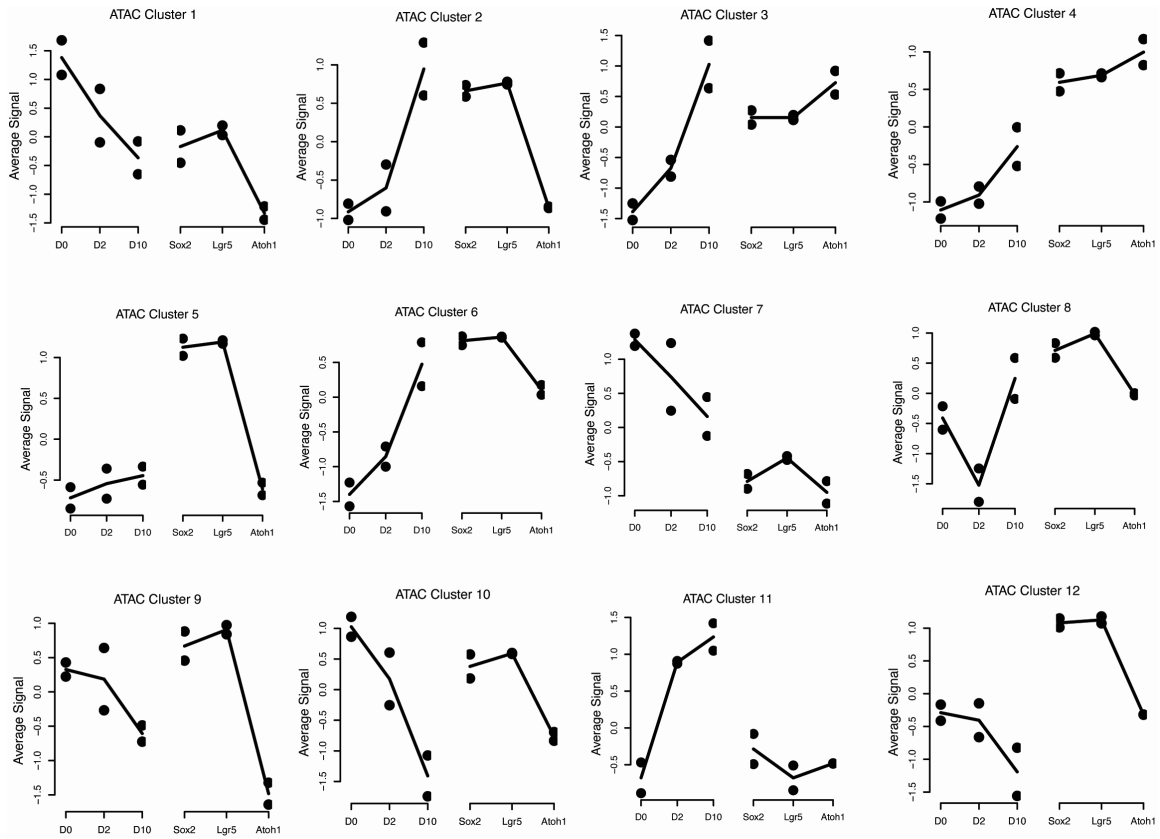 ATAC Cluster 1
Average Signal
1.5
1.0
0.5
0.0
−0.5
−1.0
−1.5
D0 D2 D10 Sox2 Lgr5 Atoh1
ATAC Cluster 2
Average Signal
1.0
0.5
0.0
−0.5
−1.0
D0 D2 D10 Sox2 Lgr5 Atoh1
ATAC Cluster 3
Average Signal
1.5
1.0
0.5
0.0
−0.5
−1.0
−1.5
D0 D2 D10 Sox2 Lgr5 Atoh1
ATAC Cluster 4
Average Signal
1.0
0.5
0.0
−0.5
−1.0
D0 D2 D10 Sox2 Lgr5 Atoh1
ATAC Cluster 5
Average Signal
1.0
0.5
0.0
−0.5
D0 D2 D10 Sox2 Lgr5 Atoh1
ATAC Cluster 6
Average Signal
0.5
0.0
−0.5
−1.0
−1.5
D0 D2 D10 Sox2 Lgr5 Atoh1
ATAC Cluster 7
Average Signal
1.0
0.5
0.0
−0.5
−1.0
D0 D2 D10 Sox2 Lgr5 Atoh1
ATAC Cluster 8
Average Signal
1.0
0.5
0.0
−0.5
−1.0
−1.5
D0 D2 D10 Sox2 Lgr5 Atoh1
ATAC Cluster 9
Average Signal
1.0
0.5
0.0
−0.5
−1.0
−1.5
D0 D2 D10 Sox2 Lgr5 Atoh1
ATAC Cluster 10
Average Signal
1.0
0.5
0.0
−0.5
−1.0
−1.5
D0 D2 D10 Sox2 Lgr5 Atoh1
ATAC Cluster 11
Average Signal
1.5
1.0
0.5
0.0
−0.5
D0 D2 D10 Sox2 Lgr5 Atoh1
ATAC Cluster 12
Average Signal
1.0
0.5
0.0
−0.5
−1.0
−1.5
D0 D2 D10 Sox2 Lgr5 Atoh1